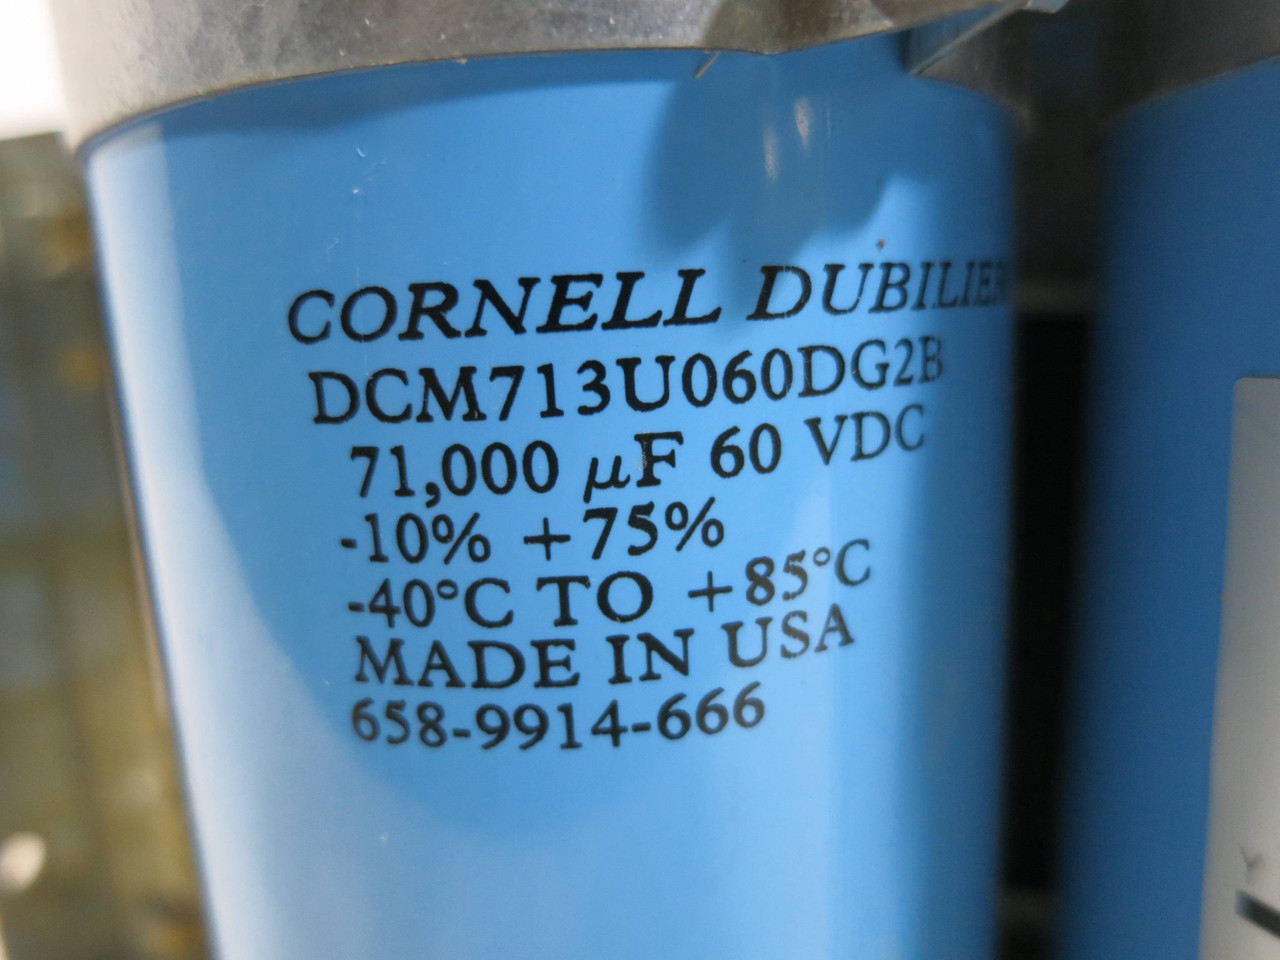 CORNELL DUBILIER
DCM713U060DG2B
71,000 µF 60 VDC
-10% +75%
-40°C TO +85°C
MADE IN USA
658-9914-666
Y